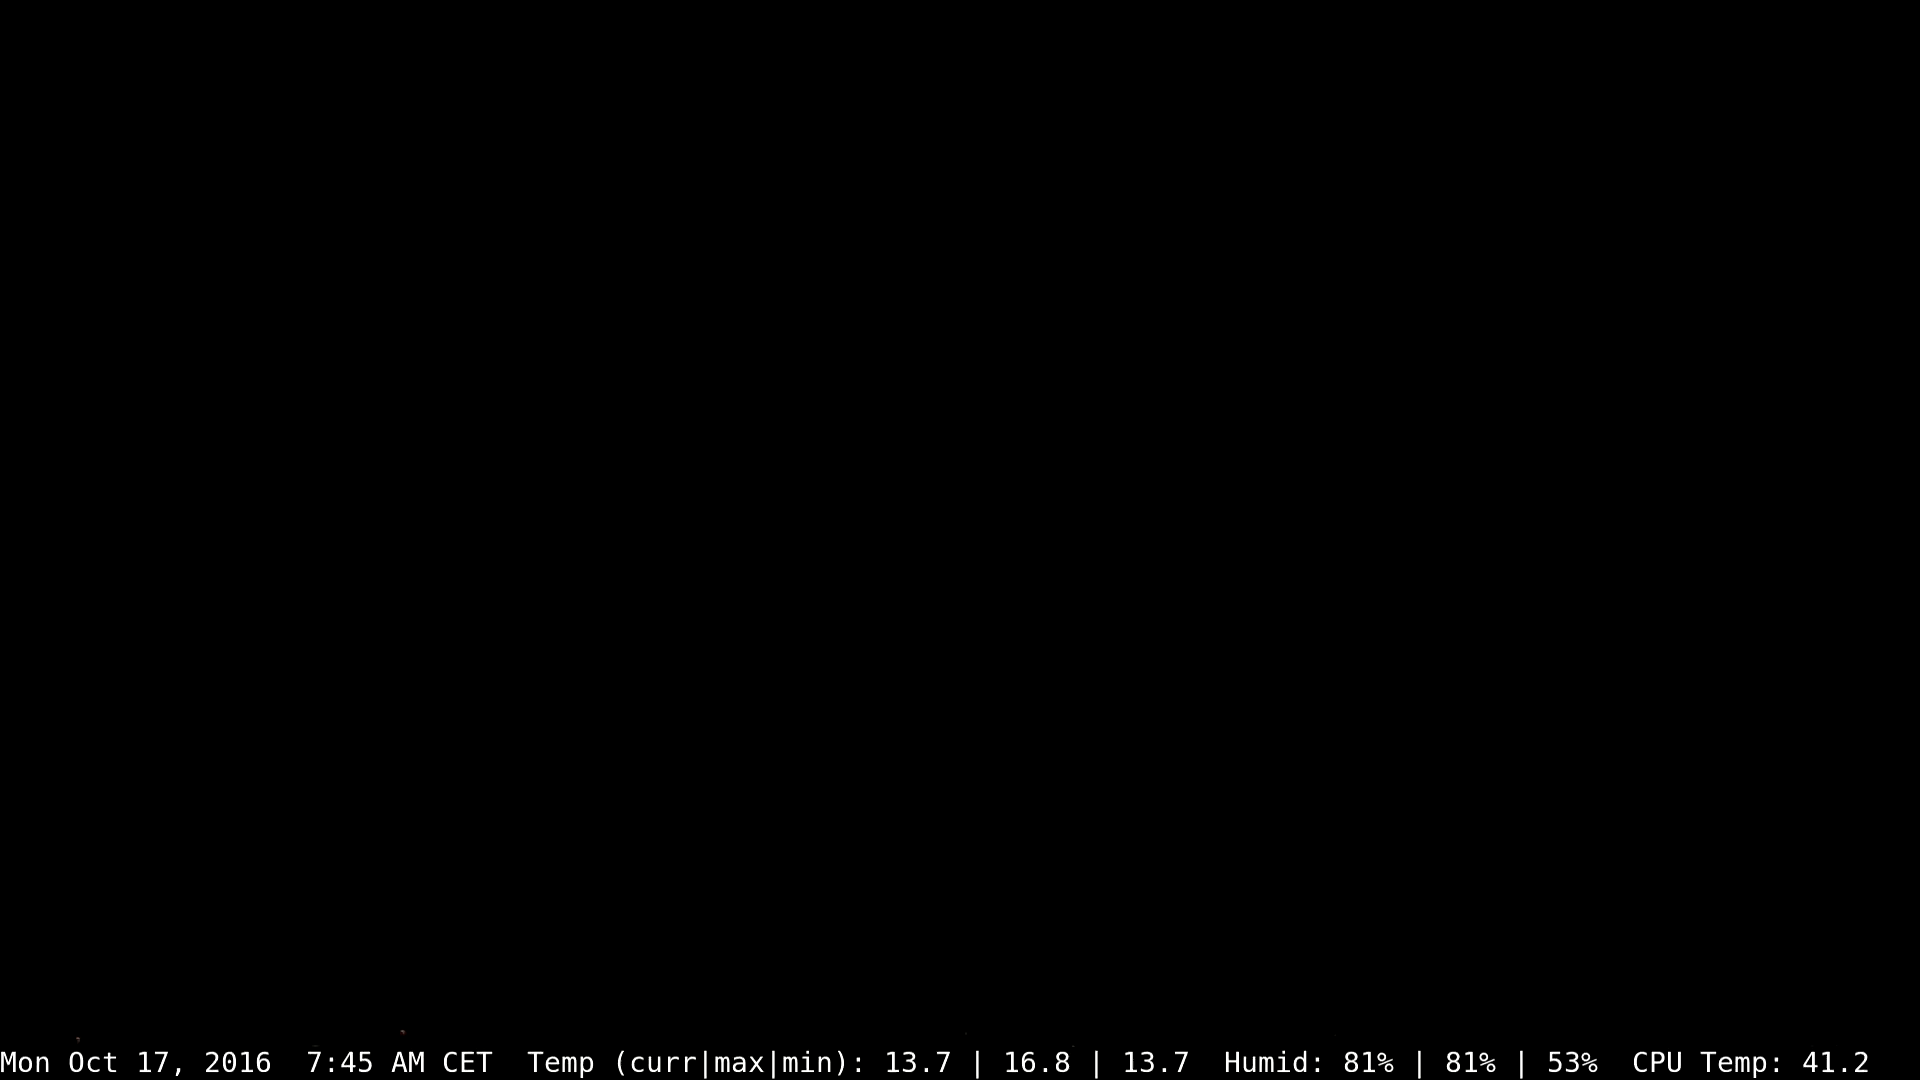 Mon Oct 17, 2016  7:45 AM CET  Temp (curr|max|min): 13.7 | 16.8 | 13.7  Humid: 81% | 81% | 53%  CPU Temp: 41.2